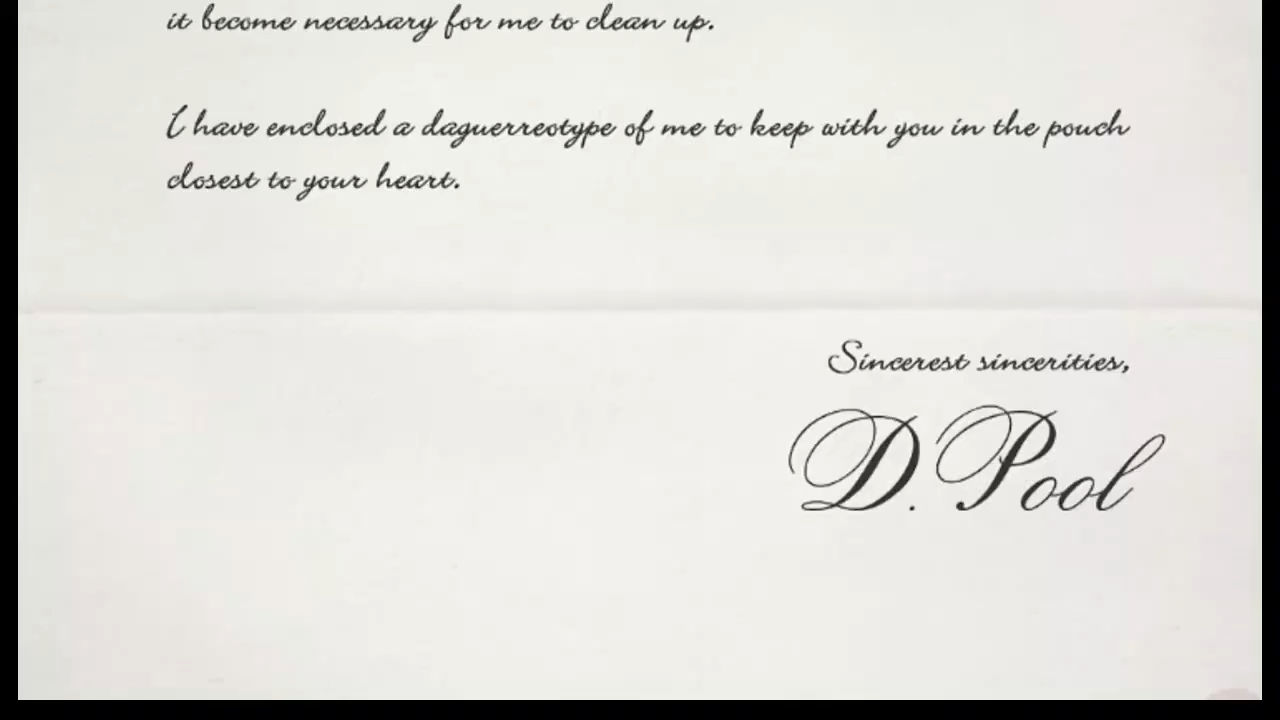 it become necessary for me to clean up.
I have enclosed a daguerreotype of me to keep with you in the pouch
closest to your heart.
Sincerest sincerities,
D. Pool